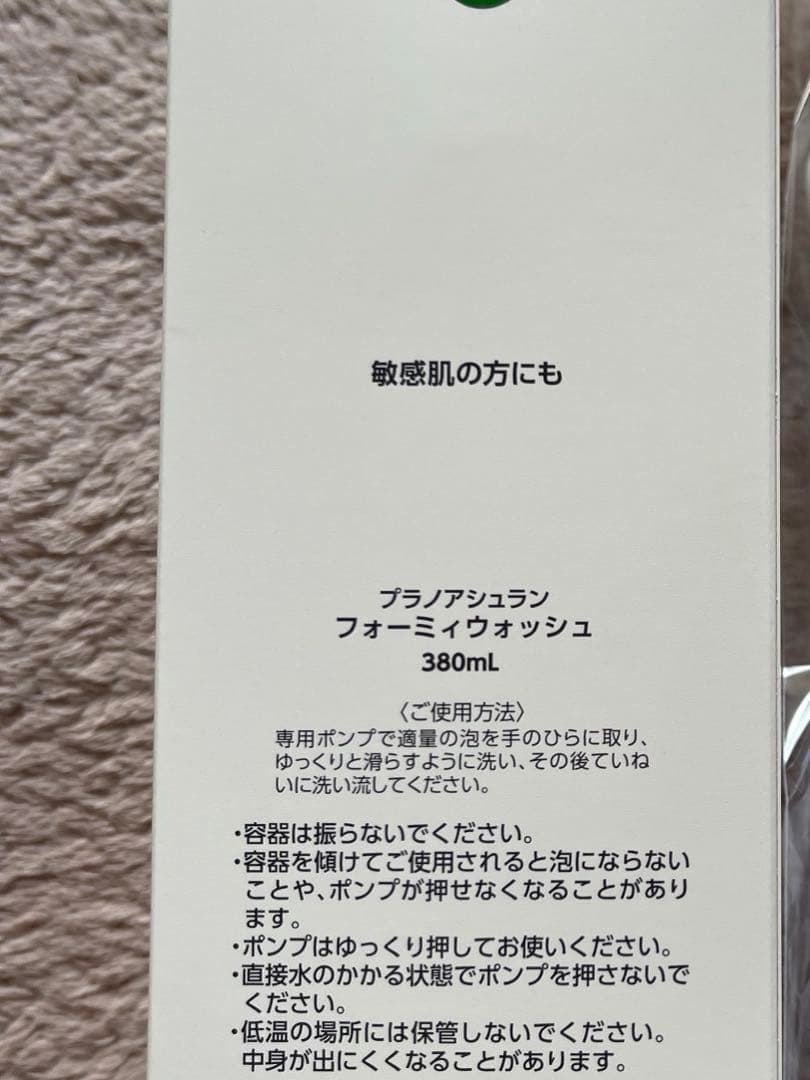 敏感肌の方にも
プラノアシュラン
フォーミィウォッシュ
380mL
〈ご使用方法〉
専用ポンプで適量の泡を手のひらに取り、
ゆっくりと滑らすように洗い、その後ていね
いに洗い流してください。
・容器は振らないでください。
・容器を傾けてご使用されると泡にならない
ことや、ポンプが押せなくなることがあり
ます。
・ポンプはゆっくり押してお使いください。
・直接水のかかる状態でポンプを押さないで
ください。
・低温の場所には保管しないでください。
中身が出にくくなることがあります。